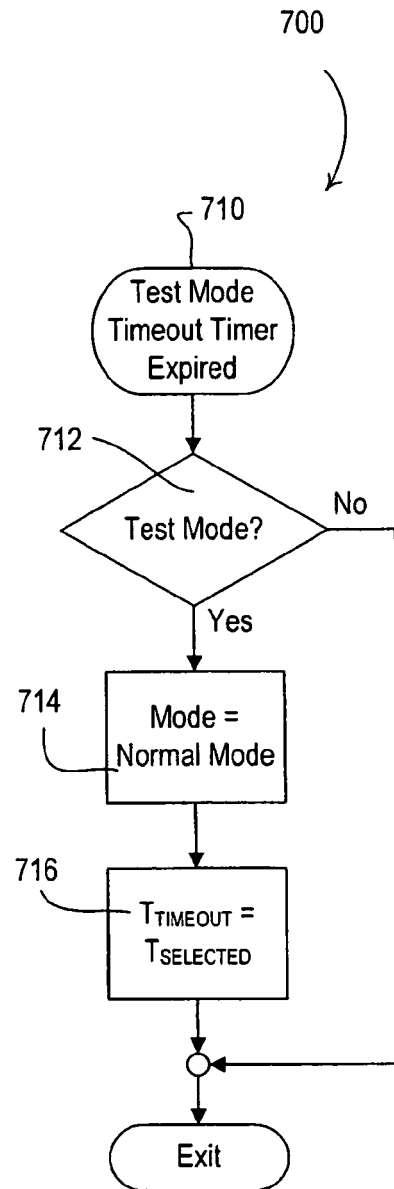 700
710
Test Mode
Timeout Timer
Expired
712
Test Mode?
No
Yes
714
Mode =
Normal Mode
716
TTIMEOUT =
TSELECTED
Exit